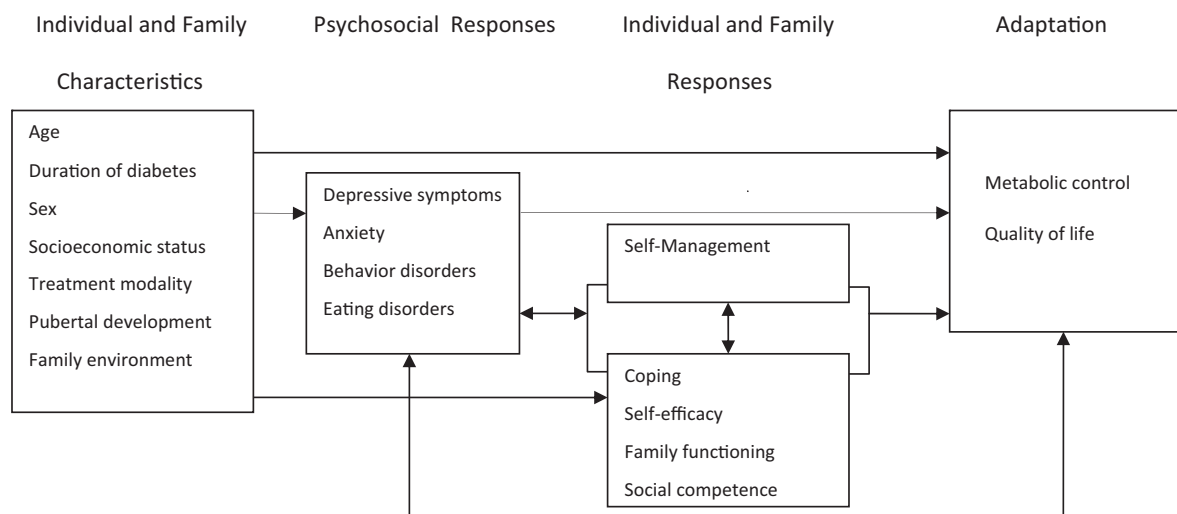 Individual and Family
Characteristics
Psychosocial Responses
Individual and Family
Responses
Adaptation
Age
Duration of diabetes
Sex
Socioeconomic status
Treatment modality
Pubertal development
Family environment
Depressive symptoms
Anxiety
Behavior disorders
Eating disorders
Self-Management
Coping
Self-efficacy
Family functioning
Social competence
Metabolic control
Quality of life